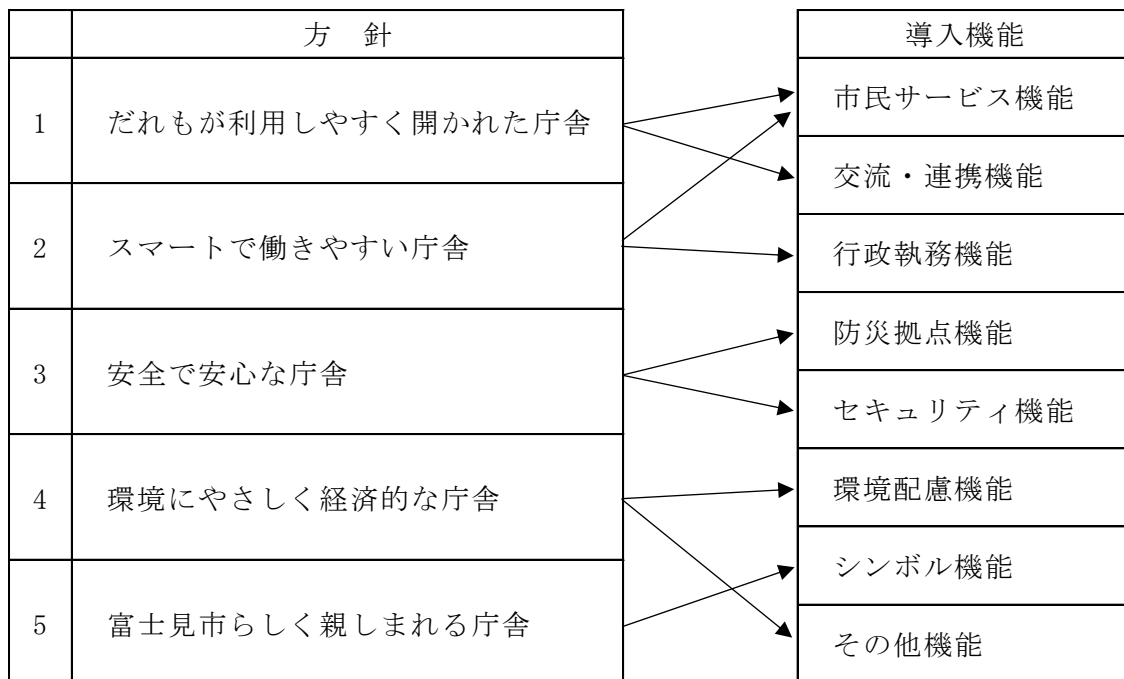 方　針
1 だれもが利用しやすく開かれた庁舎
2 スマートで働きやすい庁舎
3 安全で安心な庁舎
4 環境にやさしく経済的な庁舎
5 富士見市らしく親しまれる庁舎
導入機能
市民サービス機能
交流・連携機能
行政執務機能
防災拠点機能
セキュリティ機能
環境配慮機能
シンボル機能
その他機能